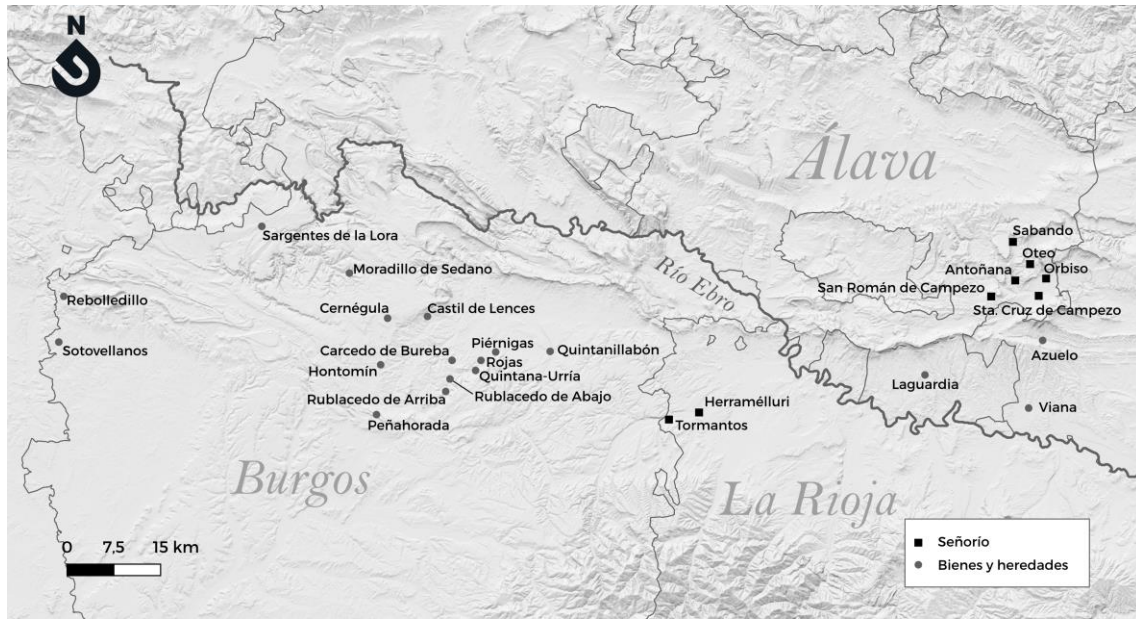 N
Álava
Sabando
Sargentes de la Lora
Oteo
Moradillo de Sedano
Antoñana
Orbiso
Río Ebro
San Román de Campezo
Rebolledillo
Cernégula
Castil de Lences
Sta. Cruz de Campezo
Sotovellanos
Carcedo de Bureba
Piérnigas
Quintanillabón
Azuelo
Rojas
Hontomín
Quintana-Urría
Laguardia
Rublacedo de Arriba
Rublacedo de Abajo
Herramélluri
Viana
Peñahorada
Tormantos
Burgos
La Rioja
0 7,5 15 km
Señorío
Bienes y heredades